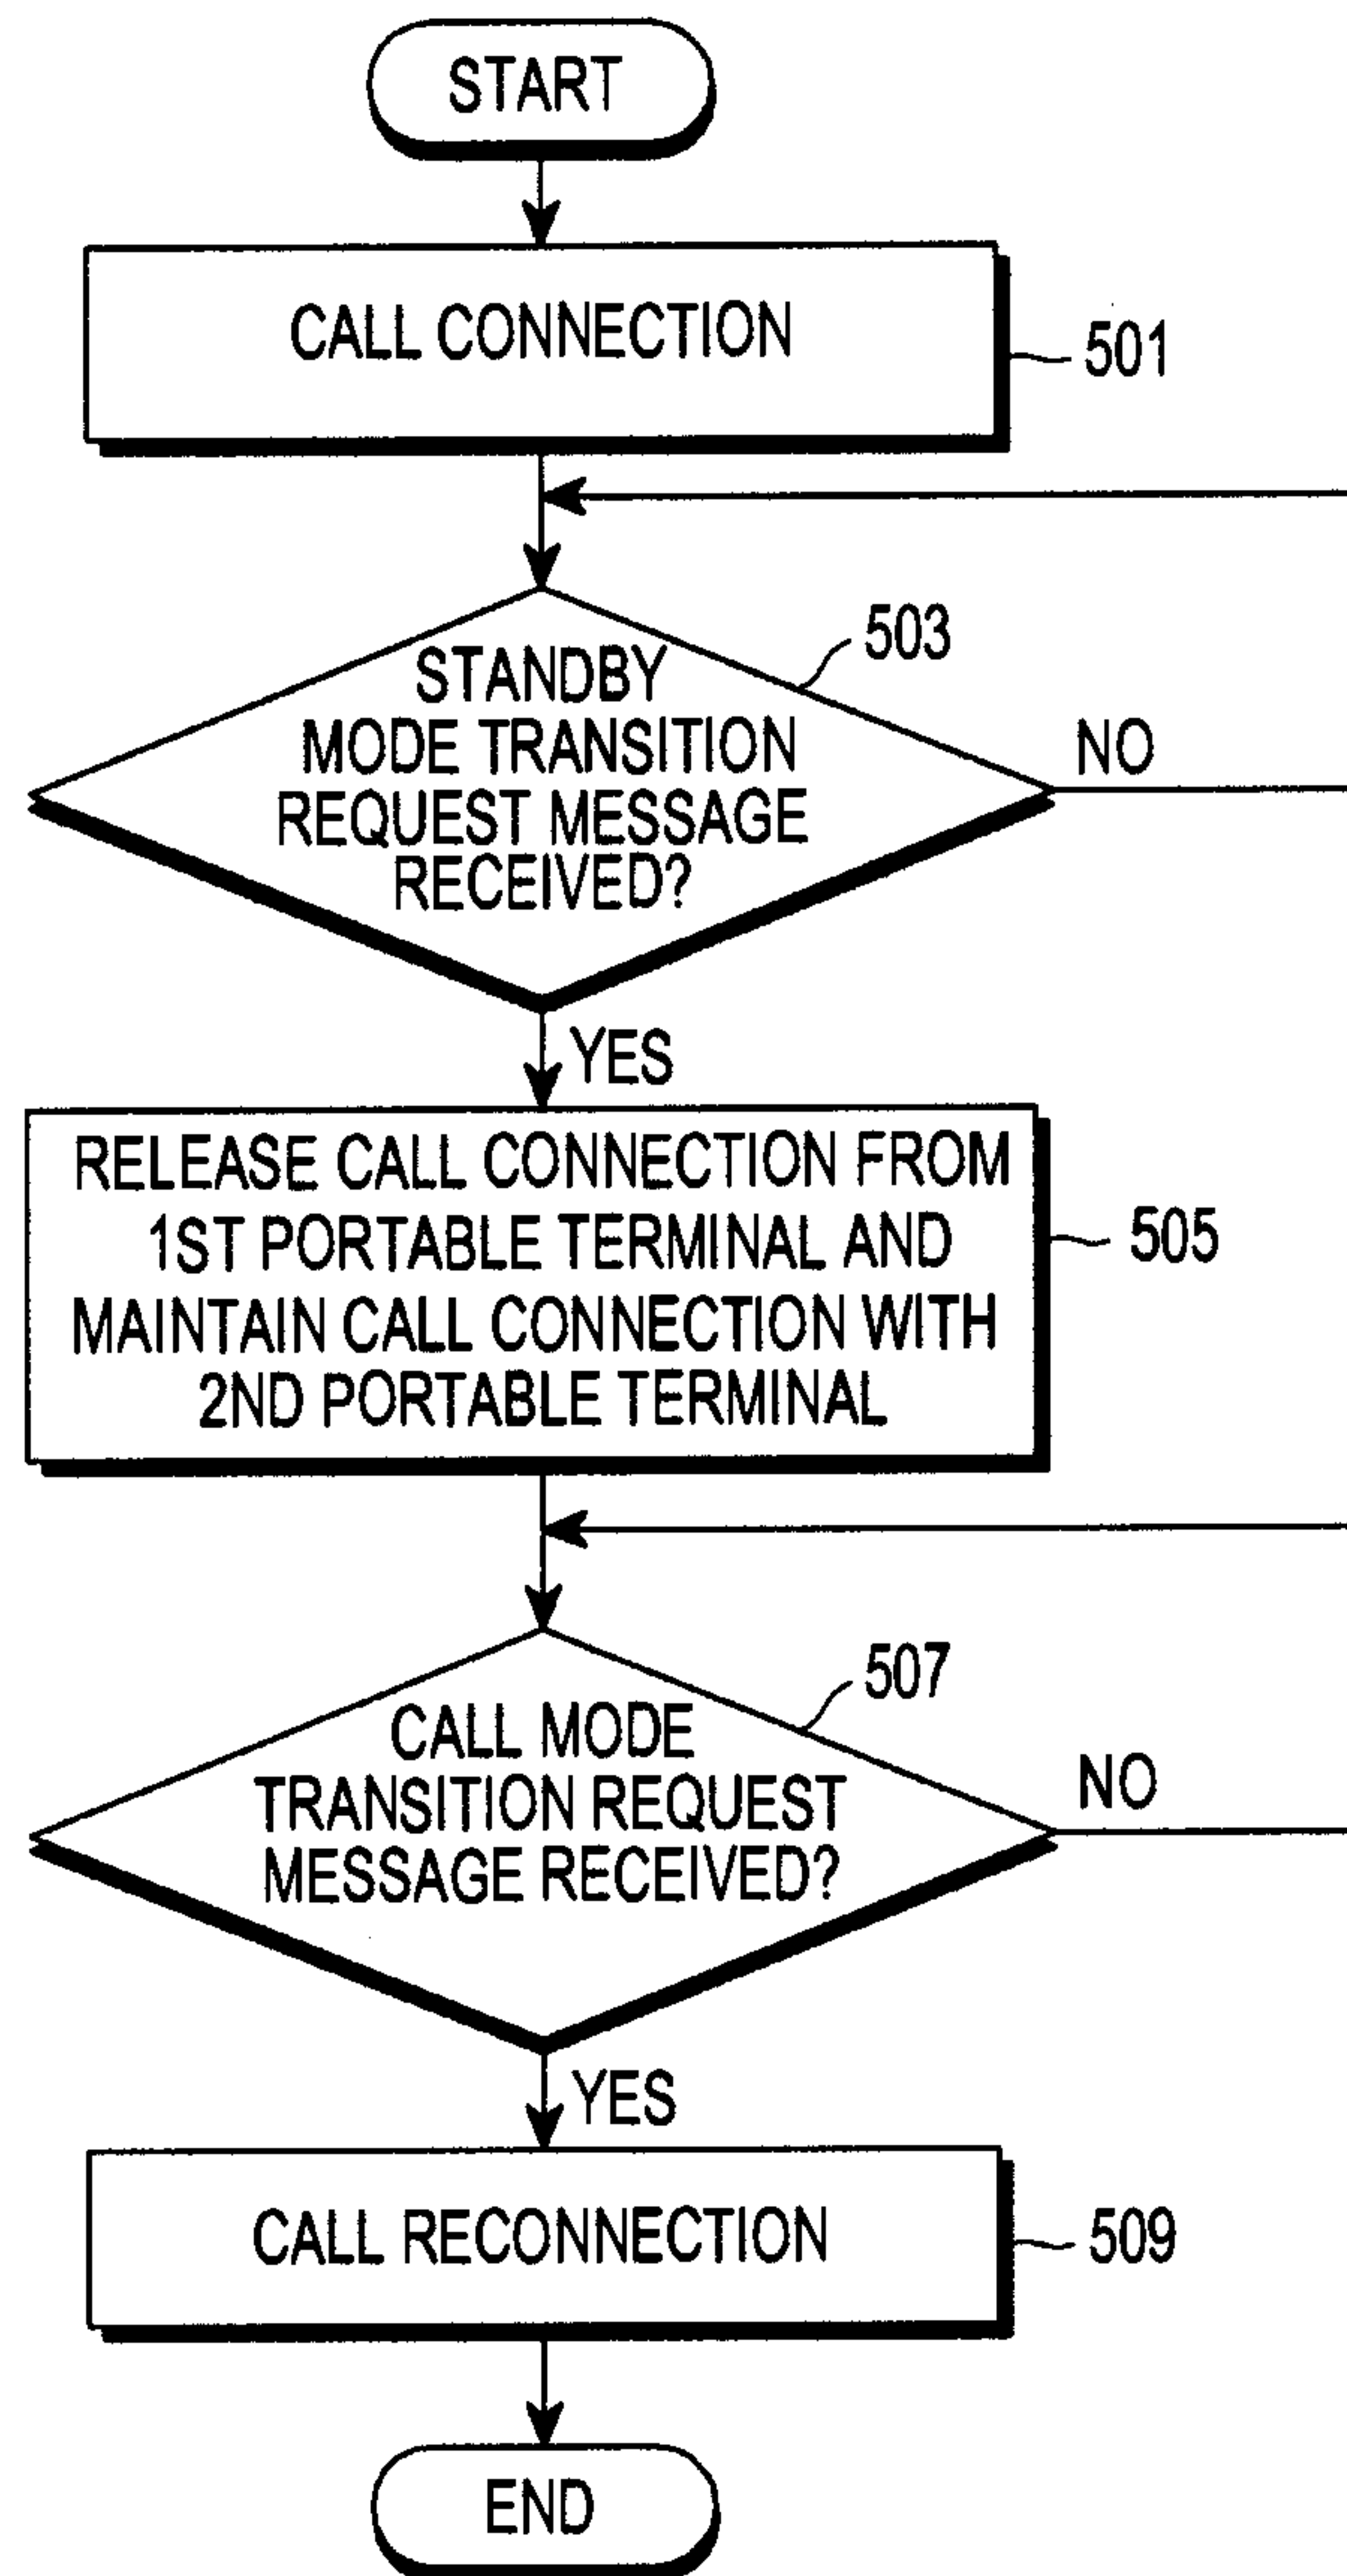 START
CALL CONNECTION
501
STANDBY
MODE TRANSITION
REQUEST MESSAGE
RECEIVED?
503
NO
YES
RELEASE CALL CONNECTION FROM
1ST PORTABLE TERMINAL AND
MAINTAIN CALL CONNECTION WITH
2ND PORTABLE TERMINAL
505
CALL MODE
TRANSITION REQUEST
MESSAGE RECEIVED?
507
NO
YES
CALL RECONNECTION
509
END